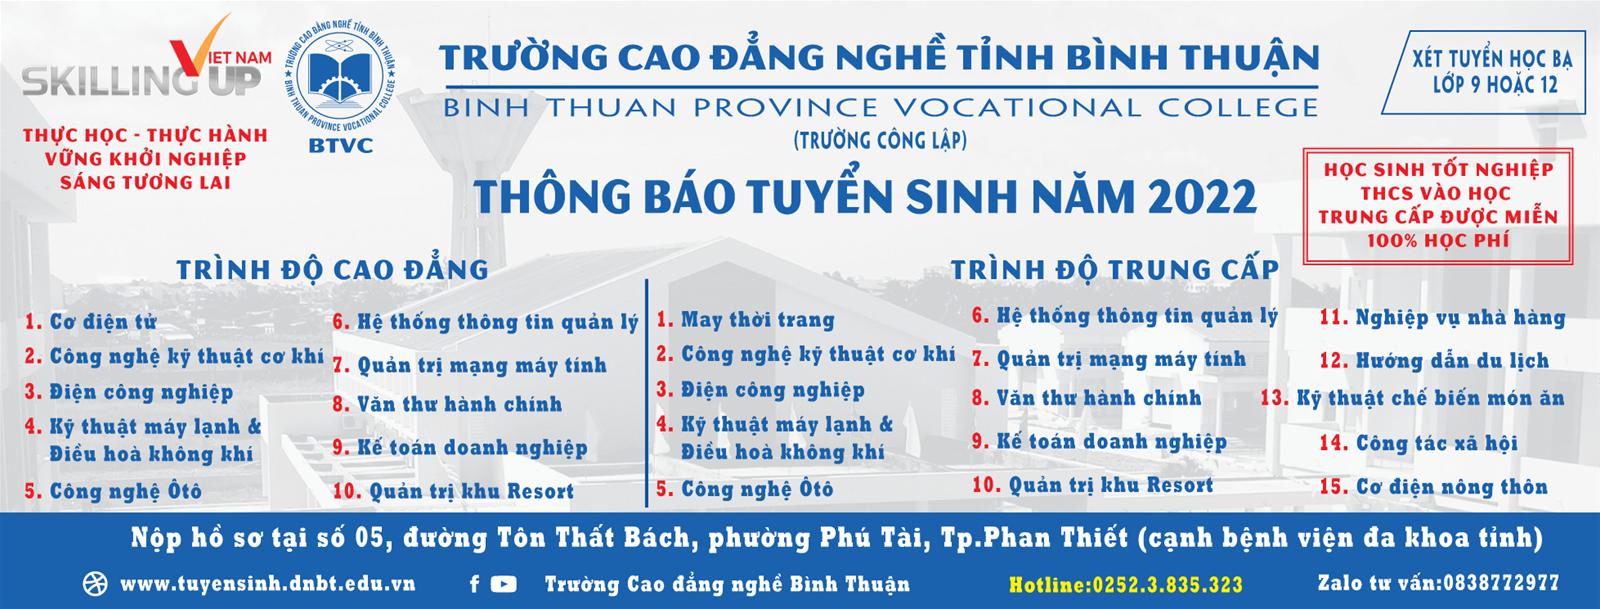 SKILLING UP VIET NAM
THỰC HỌC - THỰC HÀNH
VỮNG KHỞI NGHIỆP
SÁNG TƯƠNG LAI
TRƯỜNG CAO ĐẲNG NGHỀ TỈNH BÌNH THUẬN
BINH THUAN PROVINCE VOCATIONAL COLLEGE
BTVC
TRƯỜNG CAO ĐẲNG NGHỀ TỈNH BÌNH THUẬN
BINH THUAN PROVINCE VOCATIONAL COLLEGE
(TRƯỜNG CÔNG LẬP)
THÔNG BÁO TUYỂN SINH NĂM 2022
XÉT TUYỂN HỌC BẠ
LỚP 9 HOẶC 12
HỌC SINH TỐT NGHIỆP
THCS VÀO HỌC
TRUNG CẤP ĐƯỢC MIỄN
100% HỌC PHÍ
TRÌNH ĐỘ CAO ĐẲNG
1. Cơ điện tử
2. Công nghệ kỹ thuật cơ khí
3. Điện công nghiệp
4. Kỹ thuật máy lạnh &
Điều hoà không khí
5. Công nghệ Ôtô
6. Hệ thống thông tin quản lý
7. Quản trị mạng máy tính
8. Văn thư hành chính
9. Kế toán doanh nghiệp
10. Quản trị khu Resort
TRÌNH ĐỘ TRUNG CẤP
1. May thời trang
2. Công nghệ kỹ thuật cơ khí
3. Điện công nghiệp
4. Kỹ thuật máy lạnh &
Điều hoà không khí
5. Công nghệ Ôtô
6. Hệ thống thông tin quản lý
7. Quản trị mạng máy tính
8. Văn thư hành chính
9. Kế toán doanh nghiệp
10. Quản trị khu Resort
11. Nghiệp vụ nhà hàng
12. Hướng dẫn du lịch
13. Kỹ thuật chế biến món ăn
14. Công tác xã hội
15. Cơ điện nông thôn
Nộp hồ sơ tại số 05, đường Tôn Thất Bách, phường Phú Tài, Tp.Phan Thiết (cạnh bệnh viện đa khoa tỉnh)
www.tuyensinh.dnbt.edu.vn
Trường Cao đẳng nghề Bình Thuận
Hotline:0252.3.835.323
Zalo tư vấn:0838772977